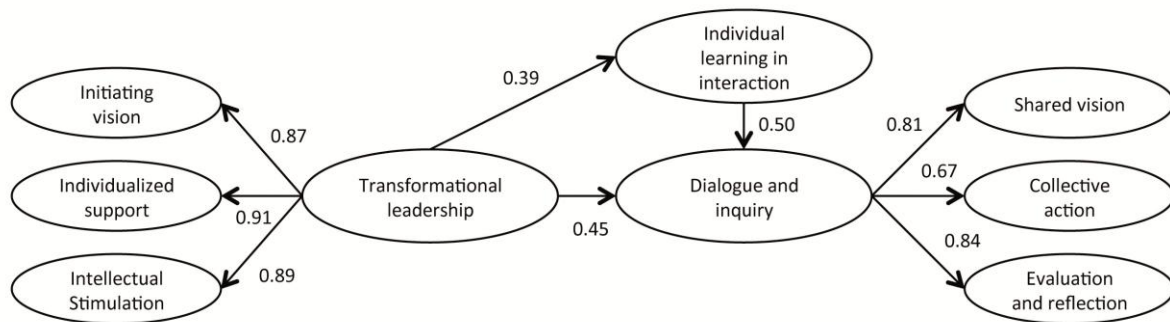 Initiating
vision
Individualized
support
Intellectual
Stimulation
0.87
0.91
0.89
Transformational
leadership
0.39
0.45
Individual
learning in
interaction
0.50
Dialogue and
inquiry
0.81
0.67
0.84
Shared vision
Collective
action
Evaluation
and reflection